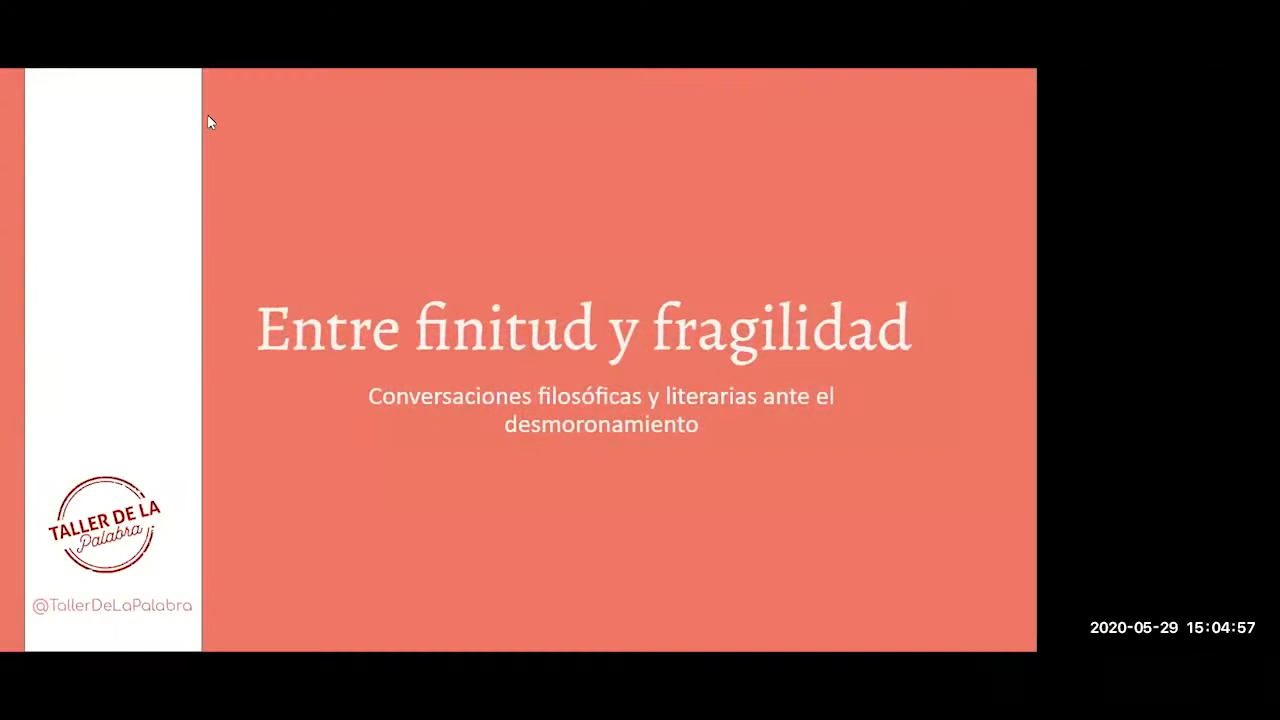 Entre finitud y fragilidad
Conversaciones filosóficas y literarias ante el
desmoronamiento
TALLER DE LA
Palabra
@TallerDeLaPalabra
2020-05-29 15:04:57